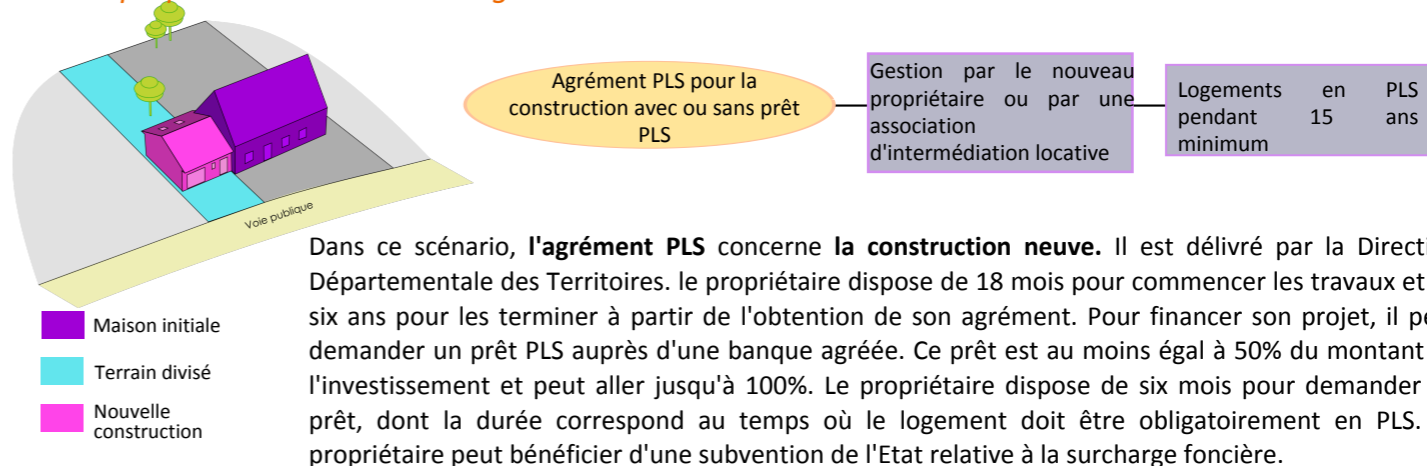 Agrément PLS pour la
construction avec ou sans prêt
PLS
Gestion par le nouveau
propriétaire ou par une
association
d'intermédiation locative
Logements en PLS
pendant 15 ans
minimum
Voie publique
Maison initiale
Terrain divisé
Nouvelle
construction
Dans ce scénario, l'agrément PLS concerne la construction neuve. Il est délivré par la Directi
Départementale des Territoires. le propriétaire dispose de 18 mois pour commencer les travaux et
six ans pour les terminer à partir de l'obtention de son agrément. Pour financer son projet, il pe
demander un prêt PLS auprès d'une banque agréée. Ce prêt est au moins égal à 50% du montant
l'investissement et peut aller jusqu'à 100%. Le propriétaire dispose de six mois pour demander
prêt, dont la durée correspond au temps où le logement doit être obligatoirement en PLS.
propriétaire peut bénéficier d'une subvention de l'Etat relative à la surcharge foncière.